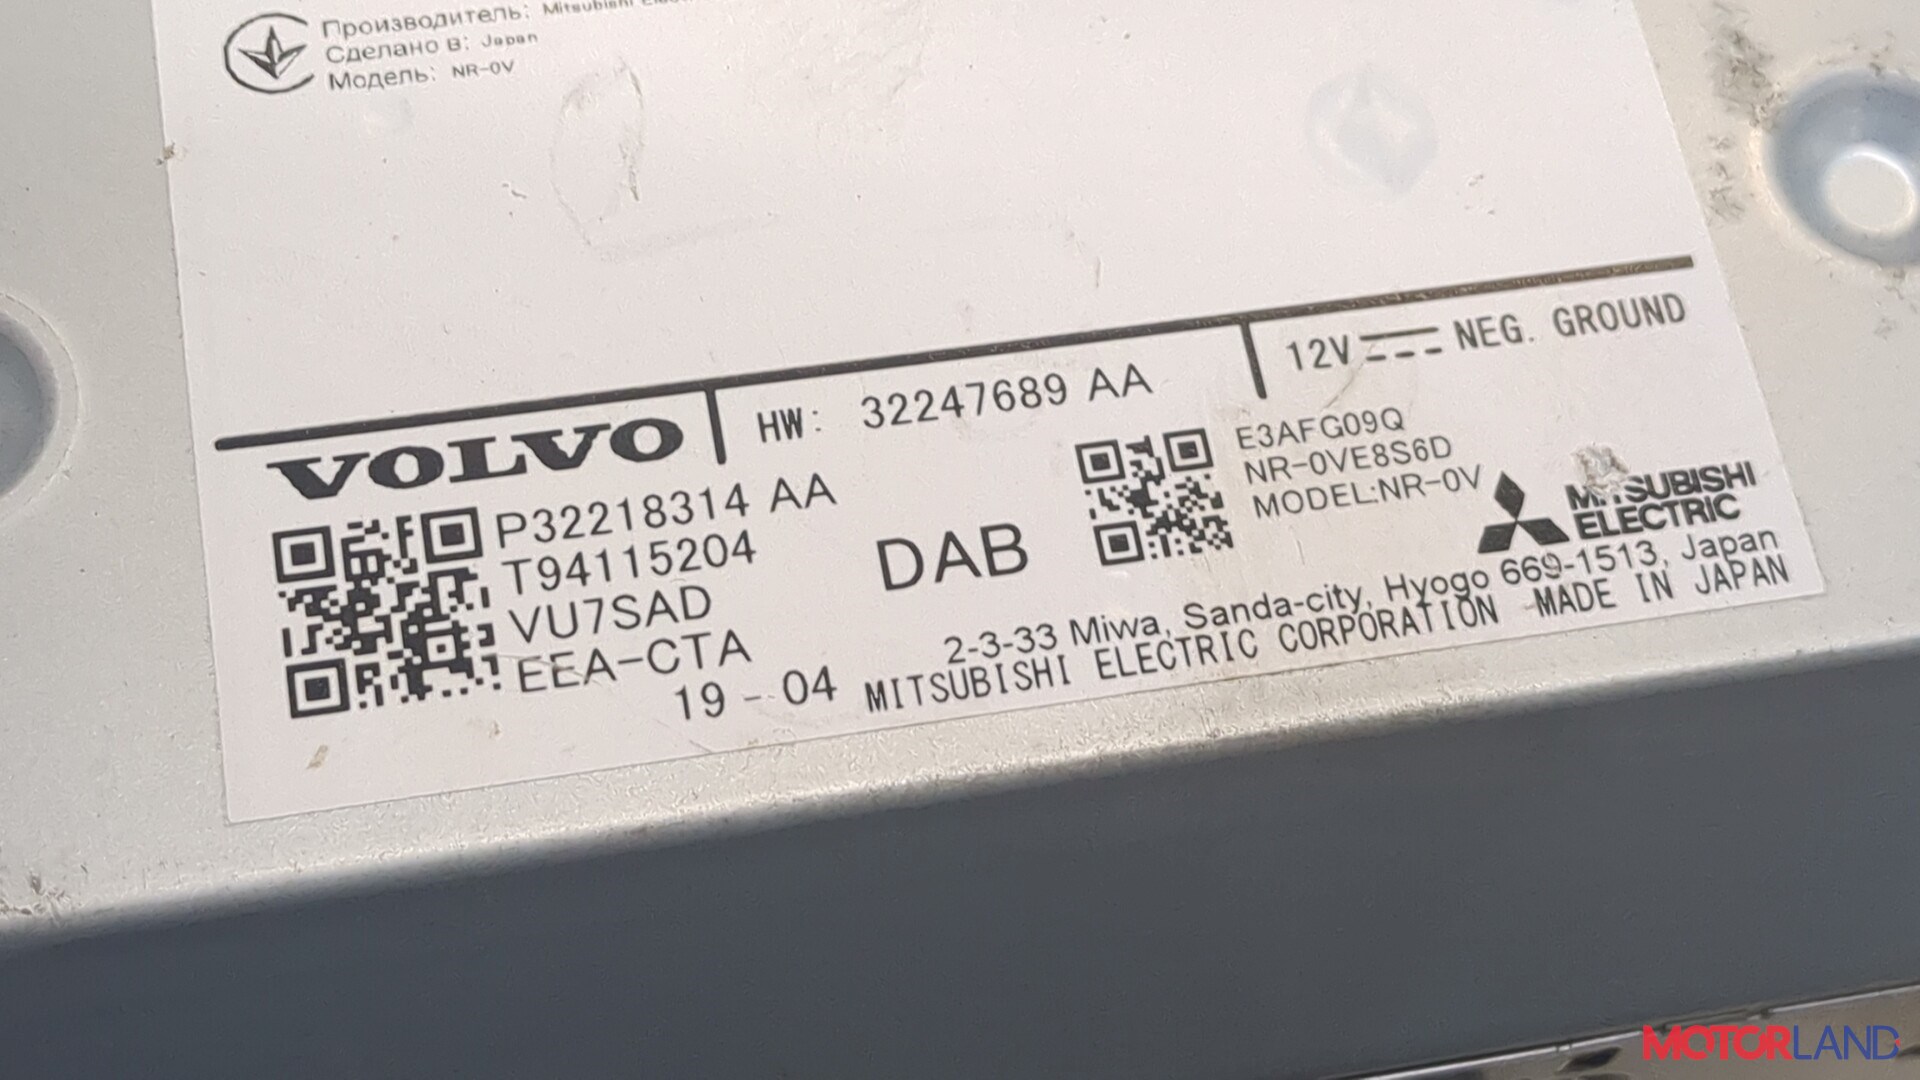 Производитель: Mitsubishi
Сделано в: Japan
Модель: NR-0V
VOLVO
HW: 32247689 AA
12V NEG. GROUND
P32218314 AA
T94115204
VU7SAD
EEA-CTA
19 - 04
DAB
E3AFG09Q
NR-0VE8S6D
MODEL:NR-0V
MITSUBISHI
ELECTRIC
2-3-33 Miwa, Sanda-city, Hyogo 669-1513, Japan
MITSUBISHI ELECTRIC CORPORATION MADE IN JAPAN
MOTORLAND